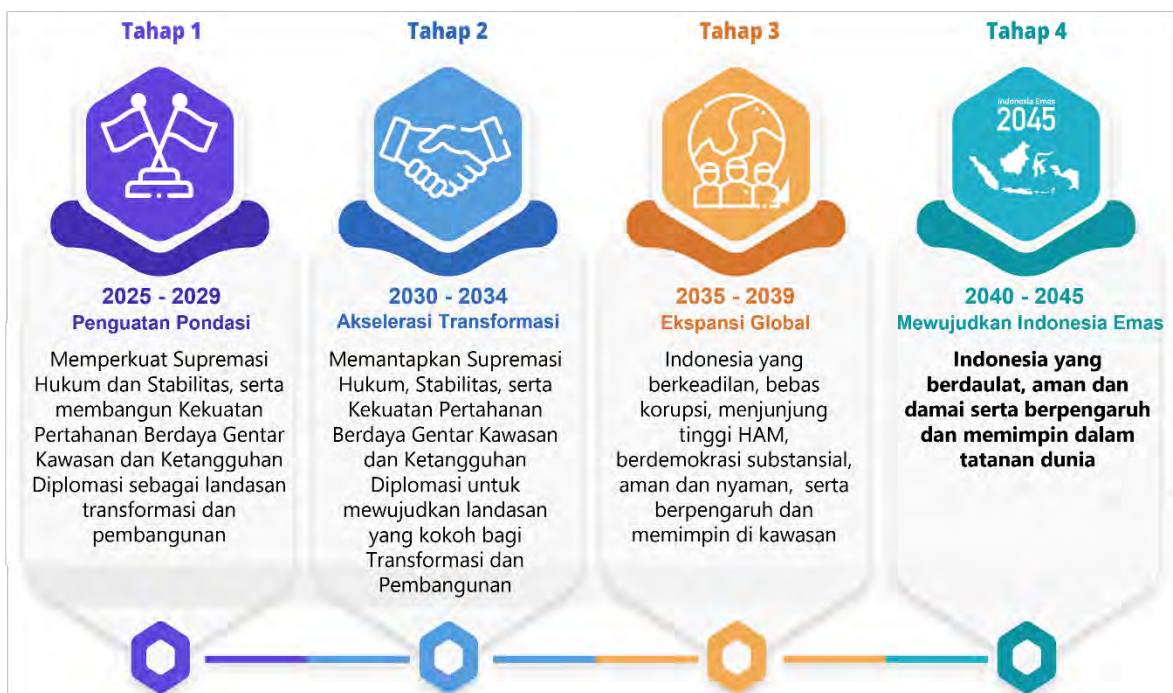 Tahap 1
Indonesia Emas
2045
2025 - 2029
Penguatan Pondasi
Memperkuat Supremasi
Hukum dan Stabilitas, serta
membangun Kekuatan
Pertahanan Berdaya Gentar
Kawasan dan Ketangguhan
Diplomasi sebagai landasan
transformasi dan
pembangunan
Tahap 2
2030 - 2034
Akselerasi Transformasi
Memantapkan Supremasi
Hukum, Stabilitas, serta
Kekuatan Pertahanan
Berdaya Gentar Kawasan
dan Ketangguhan
Diplomasi untuk
mewujudkan landasan
yang kokoh bagi
Transformasi dan
Pembangunan
Tahap 3
2035 - 2039
Ekspansi Global
Indonesia yang
berkeadilan, bebas
korupsi, menjunjung
tinggi HAM,
berdemokrasi substansial,
aman dan nyaman, serta
berpengaruh dan
memimpin di kawasan
Tahap 4
2040 - 2045
Mewujudkan Indonesia Emas
Indonesia yang
berdaulat, aman dan
damai serta berpengaruh
dan memimpin dalam
tatanan dunia